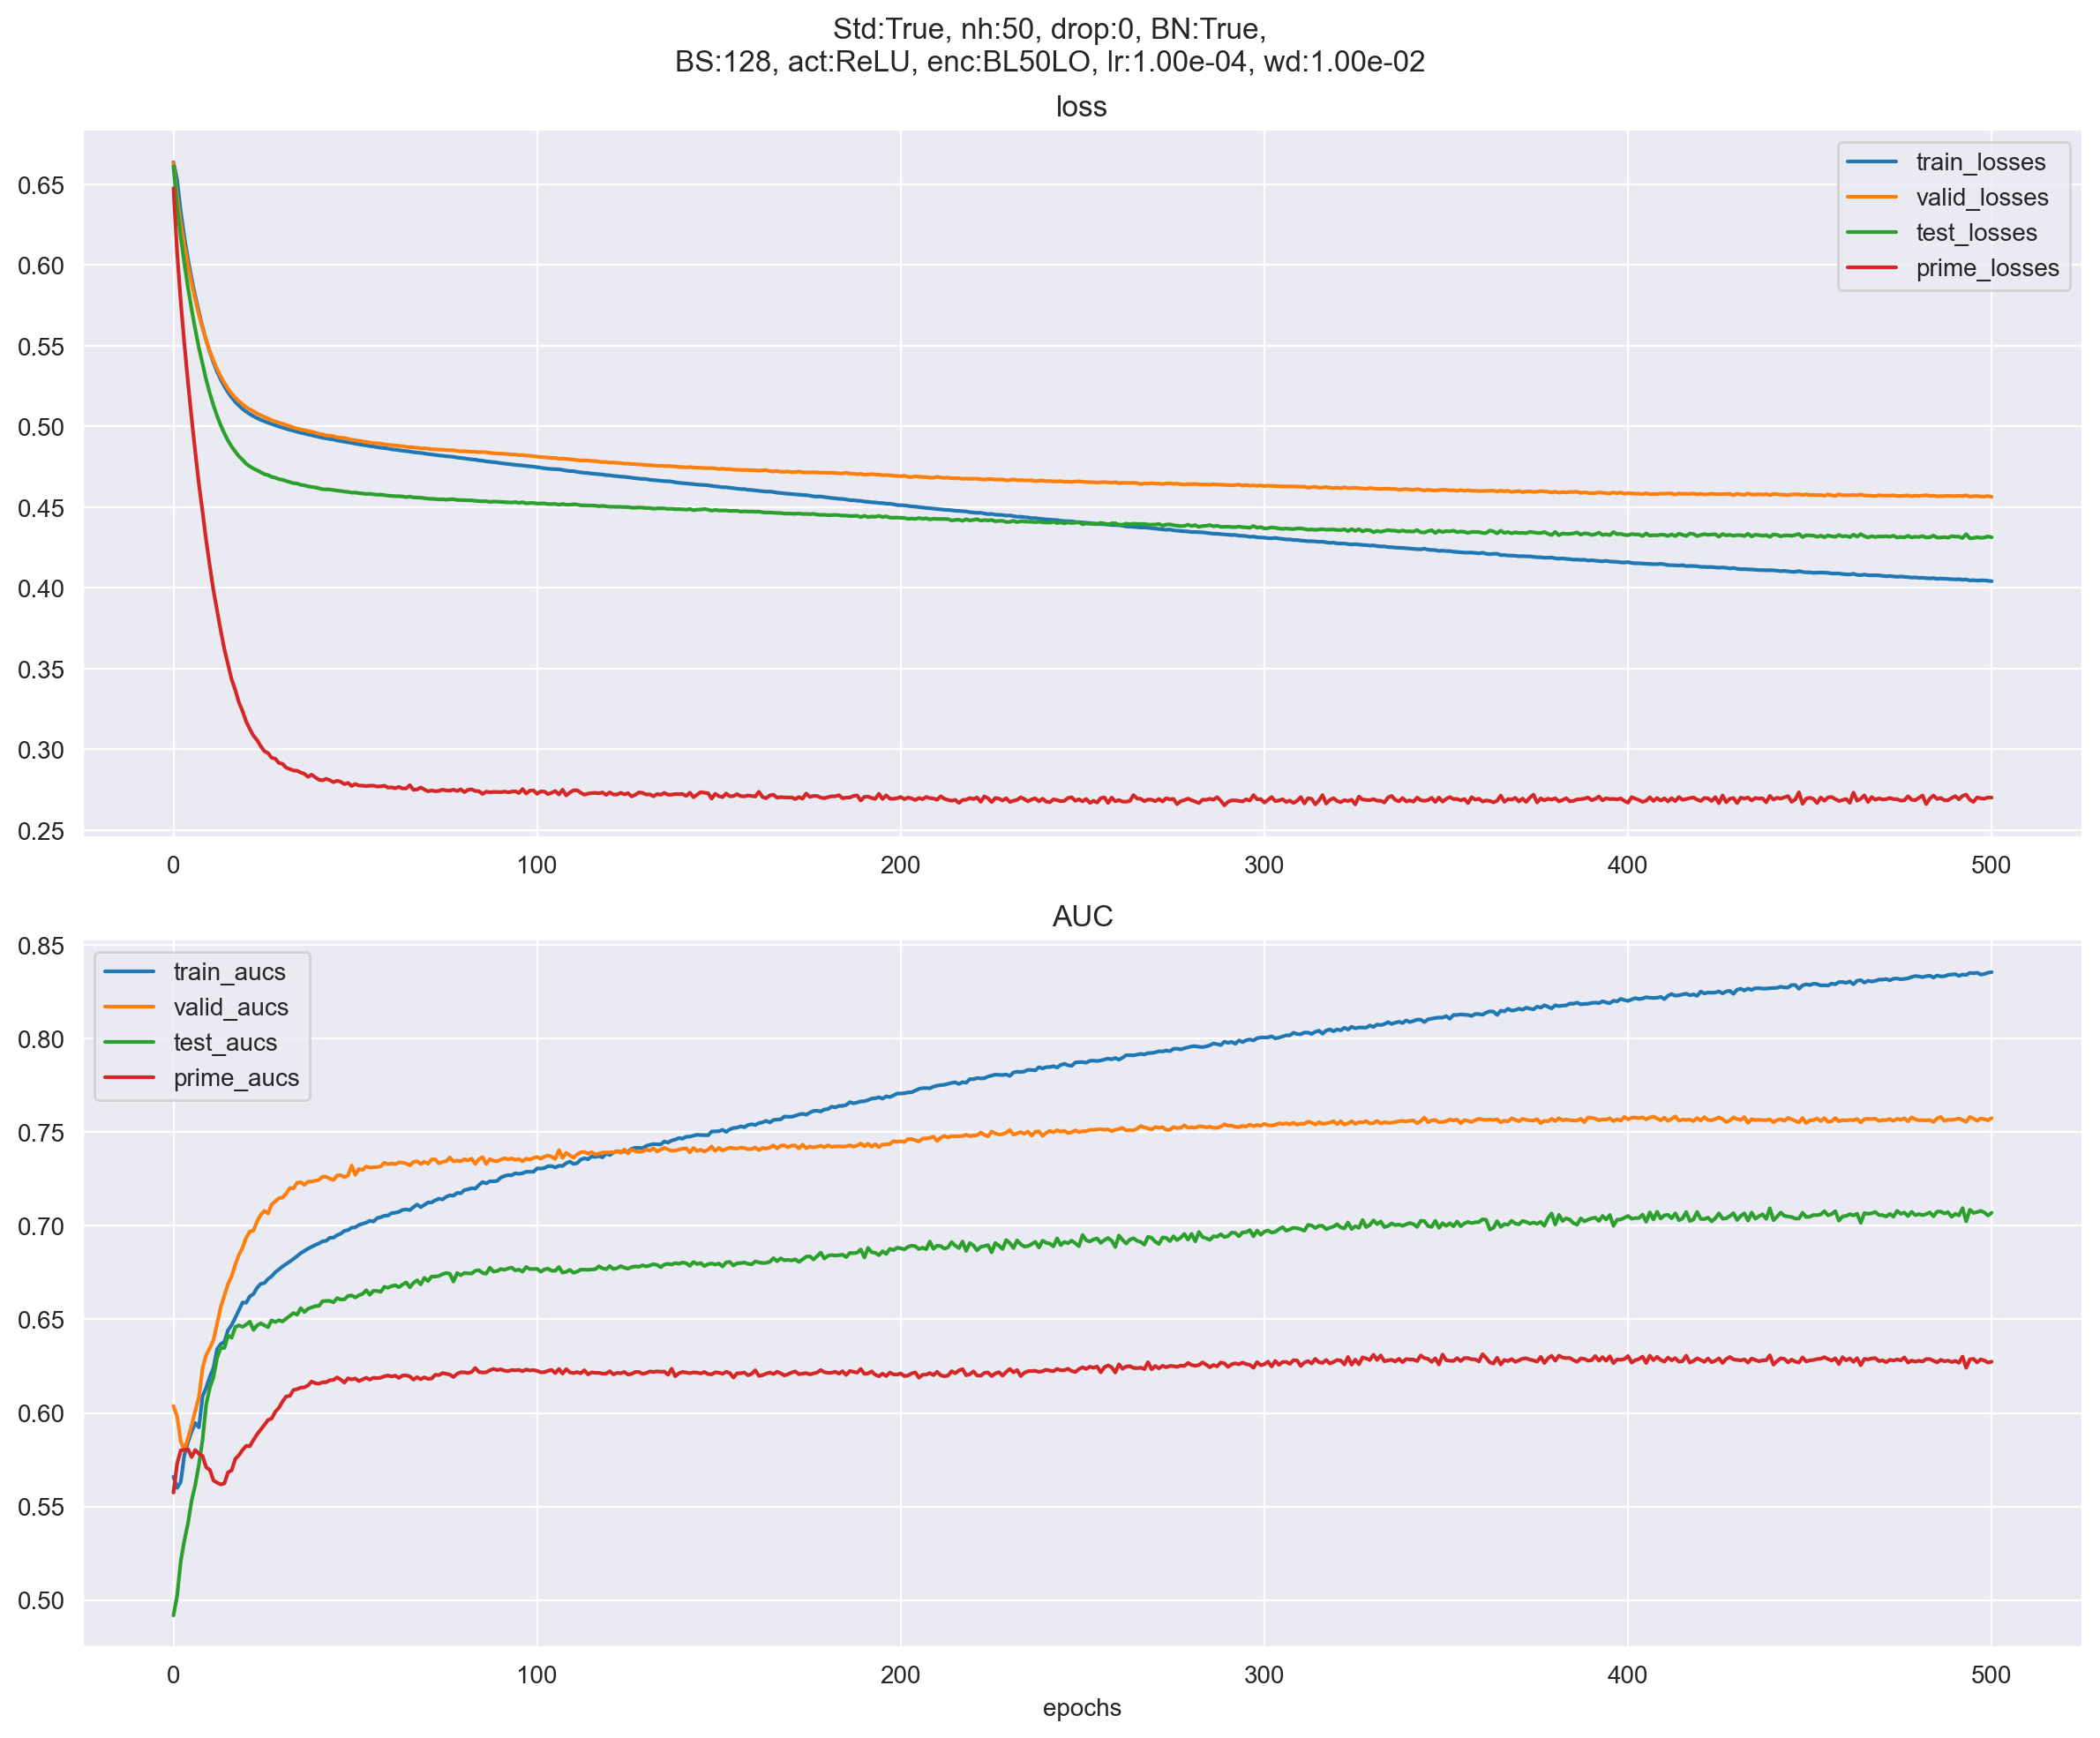 Std:True, nh:50, drop:0, BN:True,
BS:128, act:ReLU, enc:BL50LO, lr:1.00e-04, wd:1.00e-02
loss
0.65
0.60
0.55
0.50
0.45
0.40
0.35
0.30
0.25
train_losses
valid_losses
test_losses
prime_losses
0 100 200 300 400 500
AUC
0.85
0.80
0.75
0.70
0.65
0.60
0.55
0.50
train_aucs
valid_aucs
test_aucs
prime_aucs
0 100 200 300 400 500
epochs